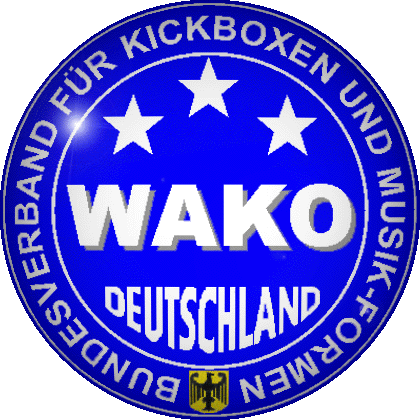 BUNDESVERBAND FÜR KICKBOXEN UND MUSIK-FORMEN
WAKO
DEUTSCHLAND